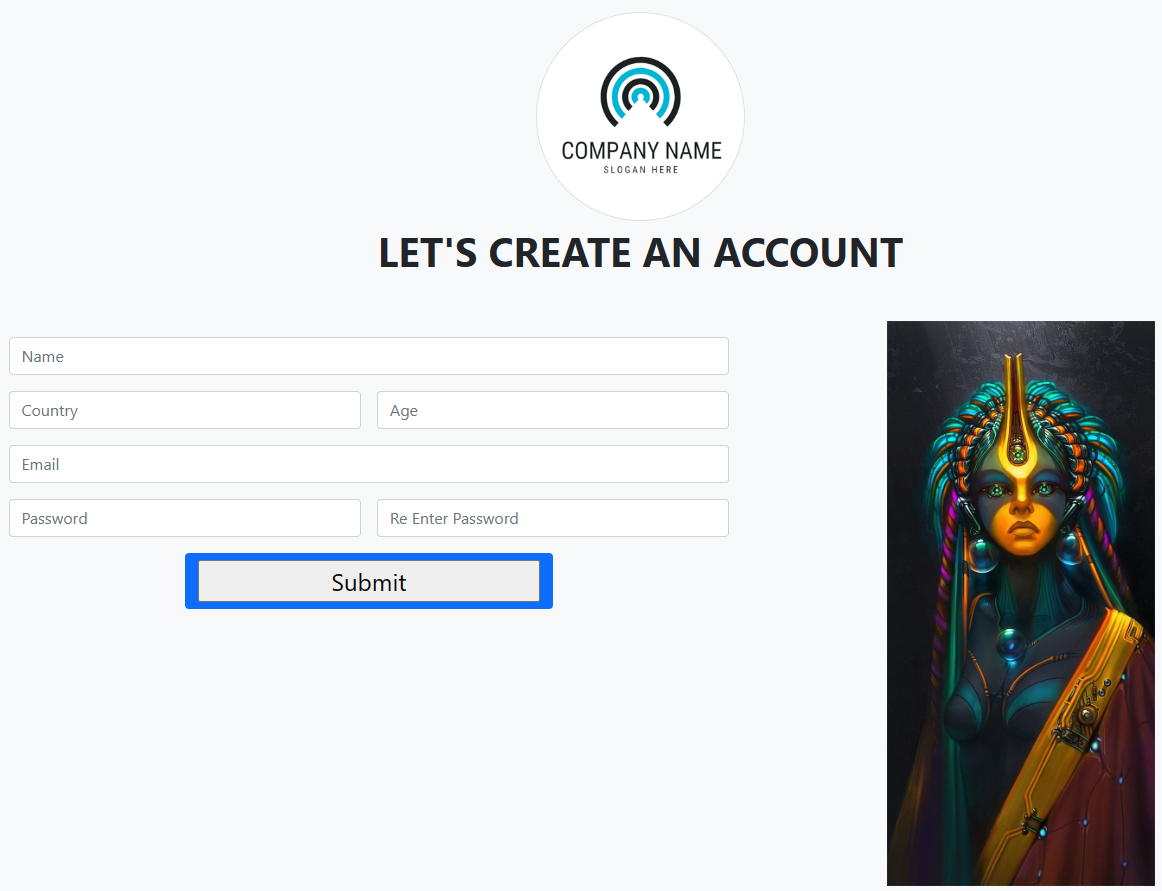 COMPANY NAME
SLOGAN HERE
LET'S CREATE AN ACCOUNT
Name
Country Age
Email
Password Re Enter Password
Submit